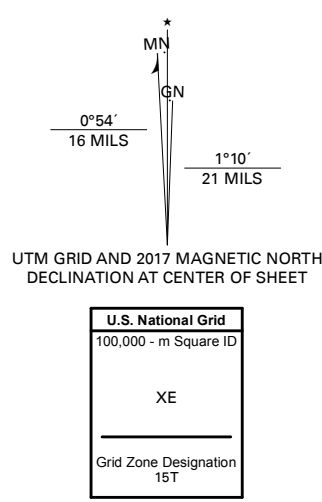 ★
MN
GN
0°54´
16 MILS
1°10´
21 MILS
UTM GRID AND 2017 MAGNETIC NORTH
DECLINATION AT CENTER OF SHEET
U.S. National Grid
100,000 - m Square ID
XE
Grid Zone Designation
15T